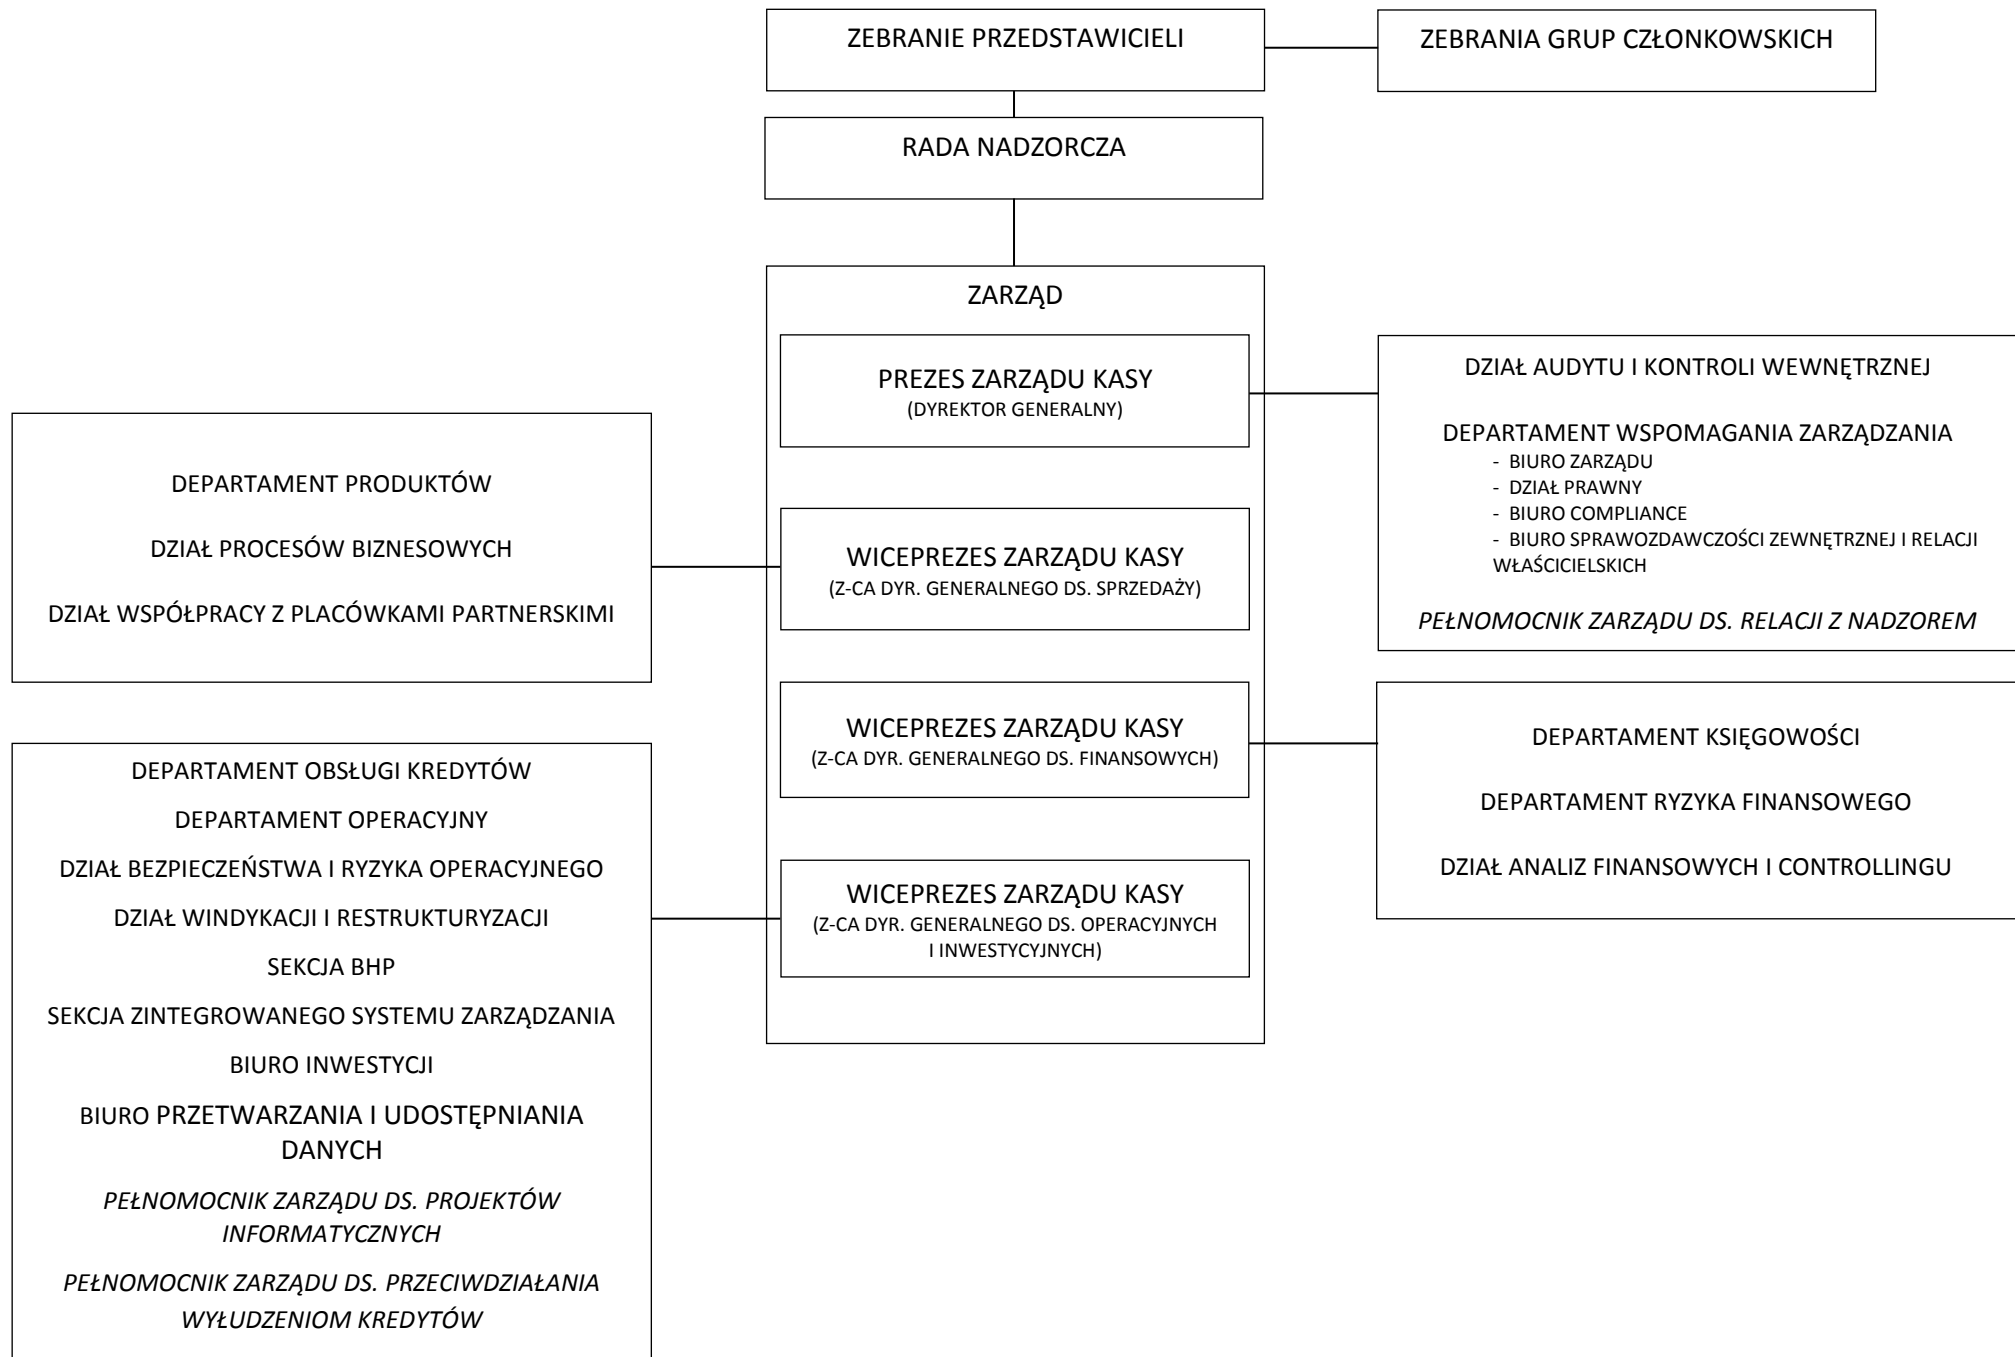 ZEBRANIE PRZEDSTAWICIELI
ZEBRANIA GRUP CZŁONKOWSKICH
RADA NADZORCZA
ZARZĄD
PREZES ZARZĄDU KASY
(DYREKTOR GENERALNY)
DZIAŁ AUDYTU I KONTROLI WEWNĘTRZNEJ
DEPARTAMENT WSPOMAGANIA ZARZĄDZANIA
- BIURO ZARZĄDU
- DZIAŁ PRAWNY
- BIURO COMPLIANCE
- BIURO SPRAWOZDAWCZOŚCI ZEWNĘTRZNEJ I RELACJI
WŁAŚCICIELSKICH
PEŁNOMOCNIK ZARZĄDU DS. RELACJI Z NADZOREM
DEPARTAMENT PRODUKTÓW
DZIAŁ PROCESÓW BIZNESOWYCH
DZIAŁ WSPÓŁPRACY Z PLACÓWKAMI PARTNERSKIMI
WICEPREZES ZARZĄDU KASY
(Z-CA DYR. GENERALNEGO DS. SPRZEDAŻY)
WICEPREZES ZARZĄDU KASY
(Z-CA DYR. GENERALNEGO DS. FINANSOWYCH)
DEPARTAMENT KSIĘGOWOŚCI
DEPARTAMENT RYZYKA FINANSOWEGO
DZIAŁ ANALIZ FINANSOWYCH I CONTROLLINGU
WICEPREZES ZARZĄDU KASY
(Z-CA DYR. GENERALNEGO DS. OPERACYJNYCH
I INWESTYCYJNYCH)
DEPARTAMENT OBSŁUGI KREDYTÓW
DEPARTAMENT OPERACYJNY
DZIAŁ BEZPIECZEŃSTWA I RYZYKA OPERACYJNEGO
DZIAŁ WINDYKACJI I RESTRUKTURYZACJI
SEKCJA BHP
SEKCJA ZINTEGROWANEGO SYSTEMU ZARZĄDZANIA
BIURO INWESTYCJI
BIURO PRZETWARZANIA I UDOSTĘPNIANIA
DANYCH
PEŁNOMOCNIK ZARZĄDU DS. PROJEKTÓW
INFORMATYCZNYCH
PEŁNOMOCNIK ZARZĄDU DS. PRZECIWDZIAŁANIA
WYŁUDZENIOM KREDYTÓW